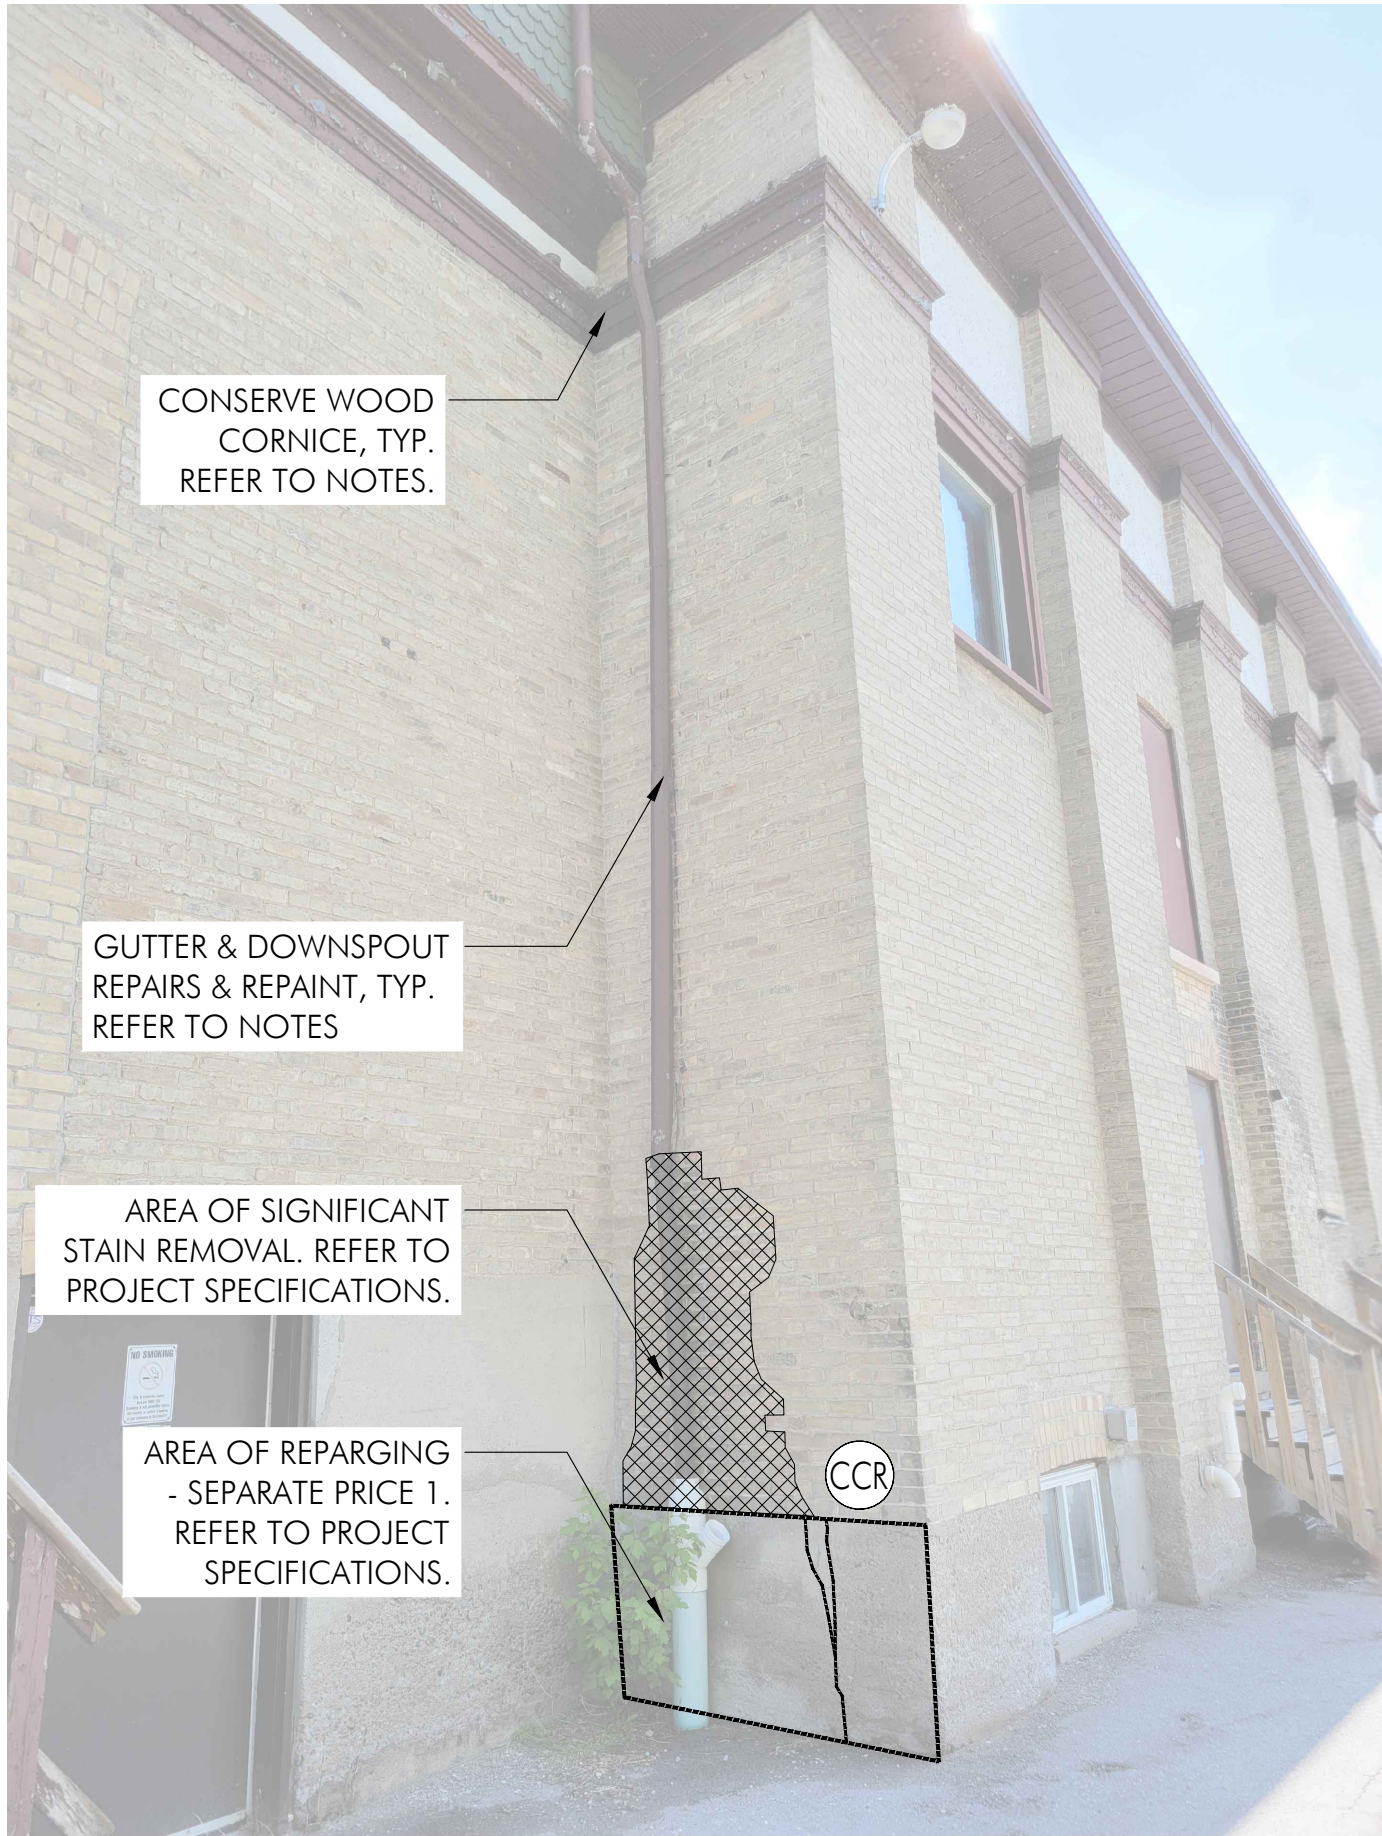 CONSERVE WOOD
CORNICE, TYP.
REFER TO NOTES.
GUTTER & DOWNSPOUT
REPAIRS & REPAINT, TYP.
REFER TO NOTES
AREA OF SIGNIFICANT
STAIN REMOVAL. REFER TO
PROJECT SPECIFICATIONS.
NO SMOKING
AREA OF REPARGING
- SEPARATE PRICE 1.
REFER TO PROJECT
SPECIFICATIONS.
CCR